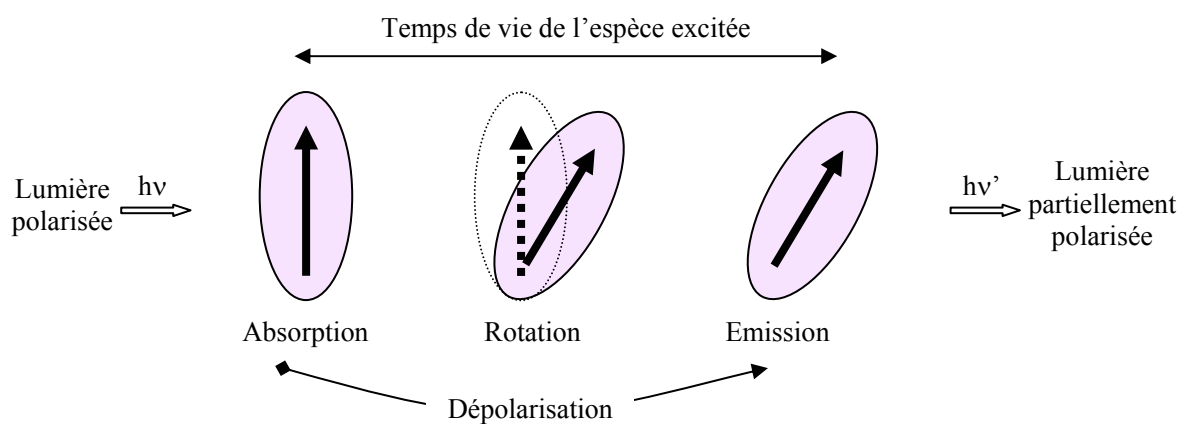 Temps de vie de l'espèce excitée
Lumière
polarisée
hν
hν'
Lumière
partiellement
polarisée
Absorption
Rotation
Emission
Dépolarisation